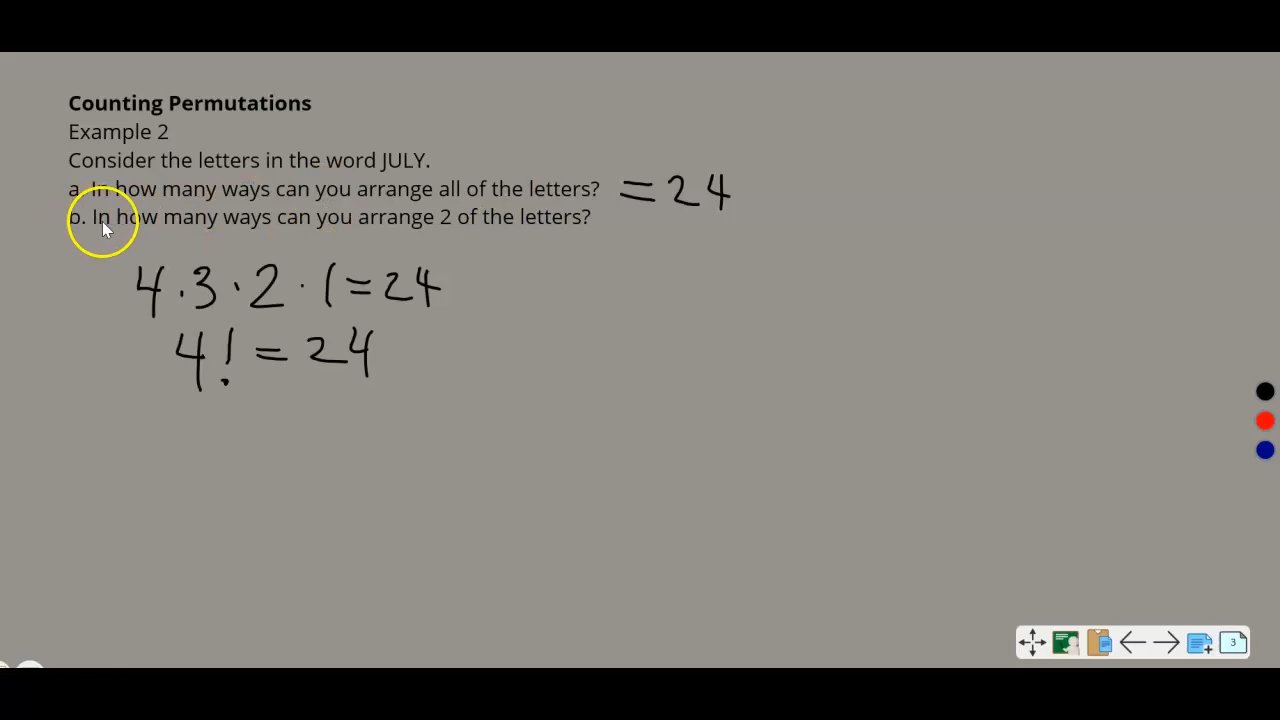 Counting Permutations
Example 2
Consider the letters in the word JULY.
a. In how many ways can you arrange all of the letters? = 24
b. In how many ways can you arrange 2 of the letters?
4 · 3 · 2 · 1 = 24
4! = 24
3